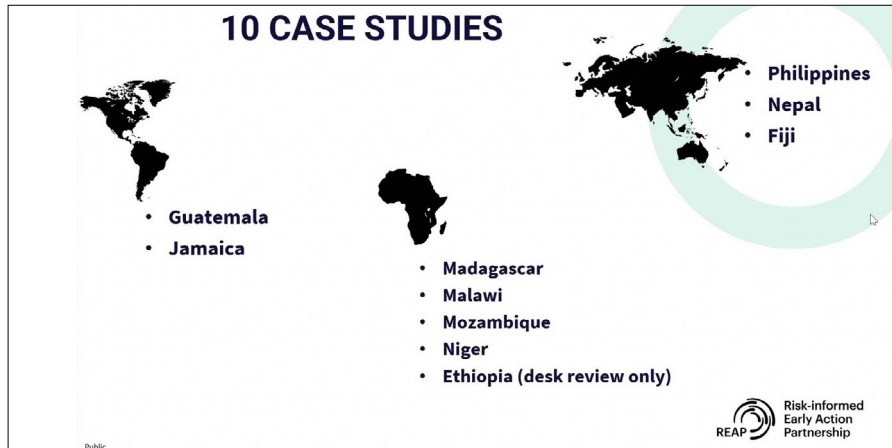 10 CASE STUDIES
• Philippines
• Nepal
• Fiji
• Guatemala
• Jamaica
• Madagascar
• Malawi
• Mozambique
• Niger
• Ethiopia (desk review only)
REAP
Risk-informed
Early Action
Partnership
Public